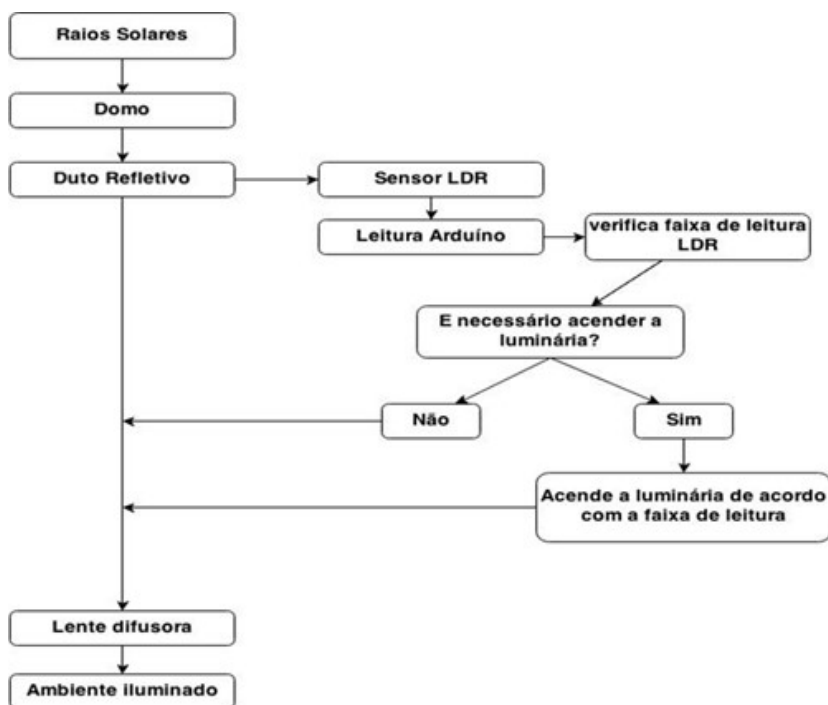 Raios Solares
Domo
Duto Refletivo
Sensor LDR
Leitura Arduíno
verifica faixa de leitura
LDR
E necessário acender a
luminária?
Não
Sim
Acende a luminária de acordo
com a faixa de leitura
Lente difusora
Ambiente iluminado